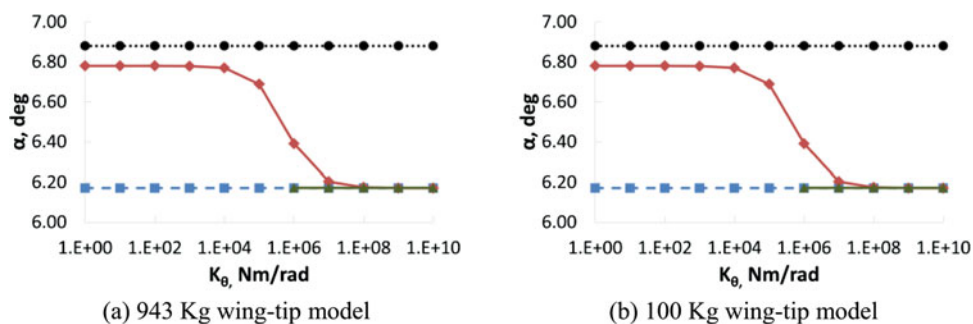 7.00
6.80
6.60
6.40
6.20
6.00
α, deg
1.E+00 1.E+02 1.E+04 1.E+06 1.E+08 1.E+10
Kθ, Nm/rad
(a) 943 Kg wing-tip model
7.00
6.80
6.60
6.40
6.20
6.00
α, deg
1.E+00 1.E+02 1.E+04 1.E+06 1.E+08 1.E+10
Kθ, Nm/rad
(b) 100 Kg wing-tip model